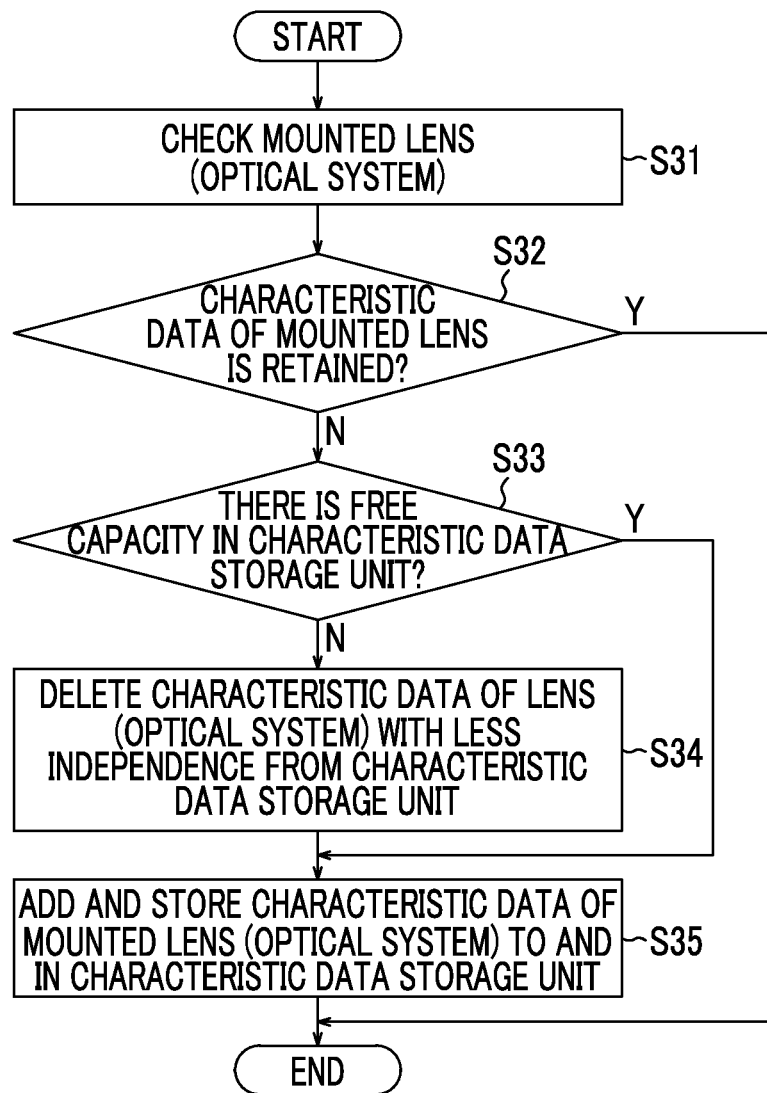 START
CHECK MOUNTED LENS
(OPTICAL SYSTEM)
S31
S32
CHARACTERISTIC
DATA OF MOUNTED LENS
IS RETAINED?
Y
N
S33
THERE IS FREE
CAPACITY IN CHARACTERISTIC DATA
STORAGE UNIT?
Y
N
DELETE CHARACTERISTIC DATA OF LENS
(OPTICAL SYSTEM) WITH LESS
INDEPENDENCE FROM CHARACTERISTIC
DATA STORAGE UNIT
S34
ADD AND STORE CHARACTERISTIC DATA OF
MOUNTED LENS (OPTICAL SYSTEM) TO AND
IN CHARACTERISTIC DATA STORAGE UNIT
S35
END